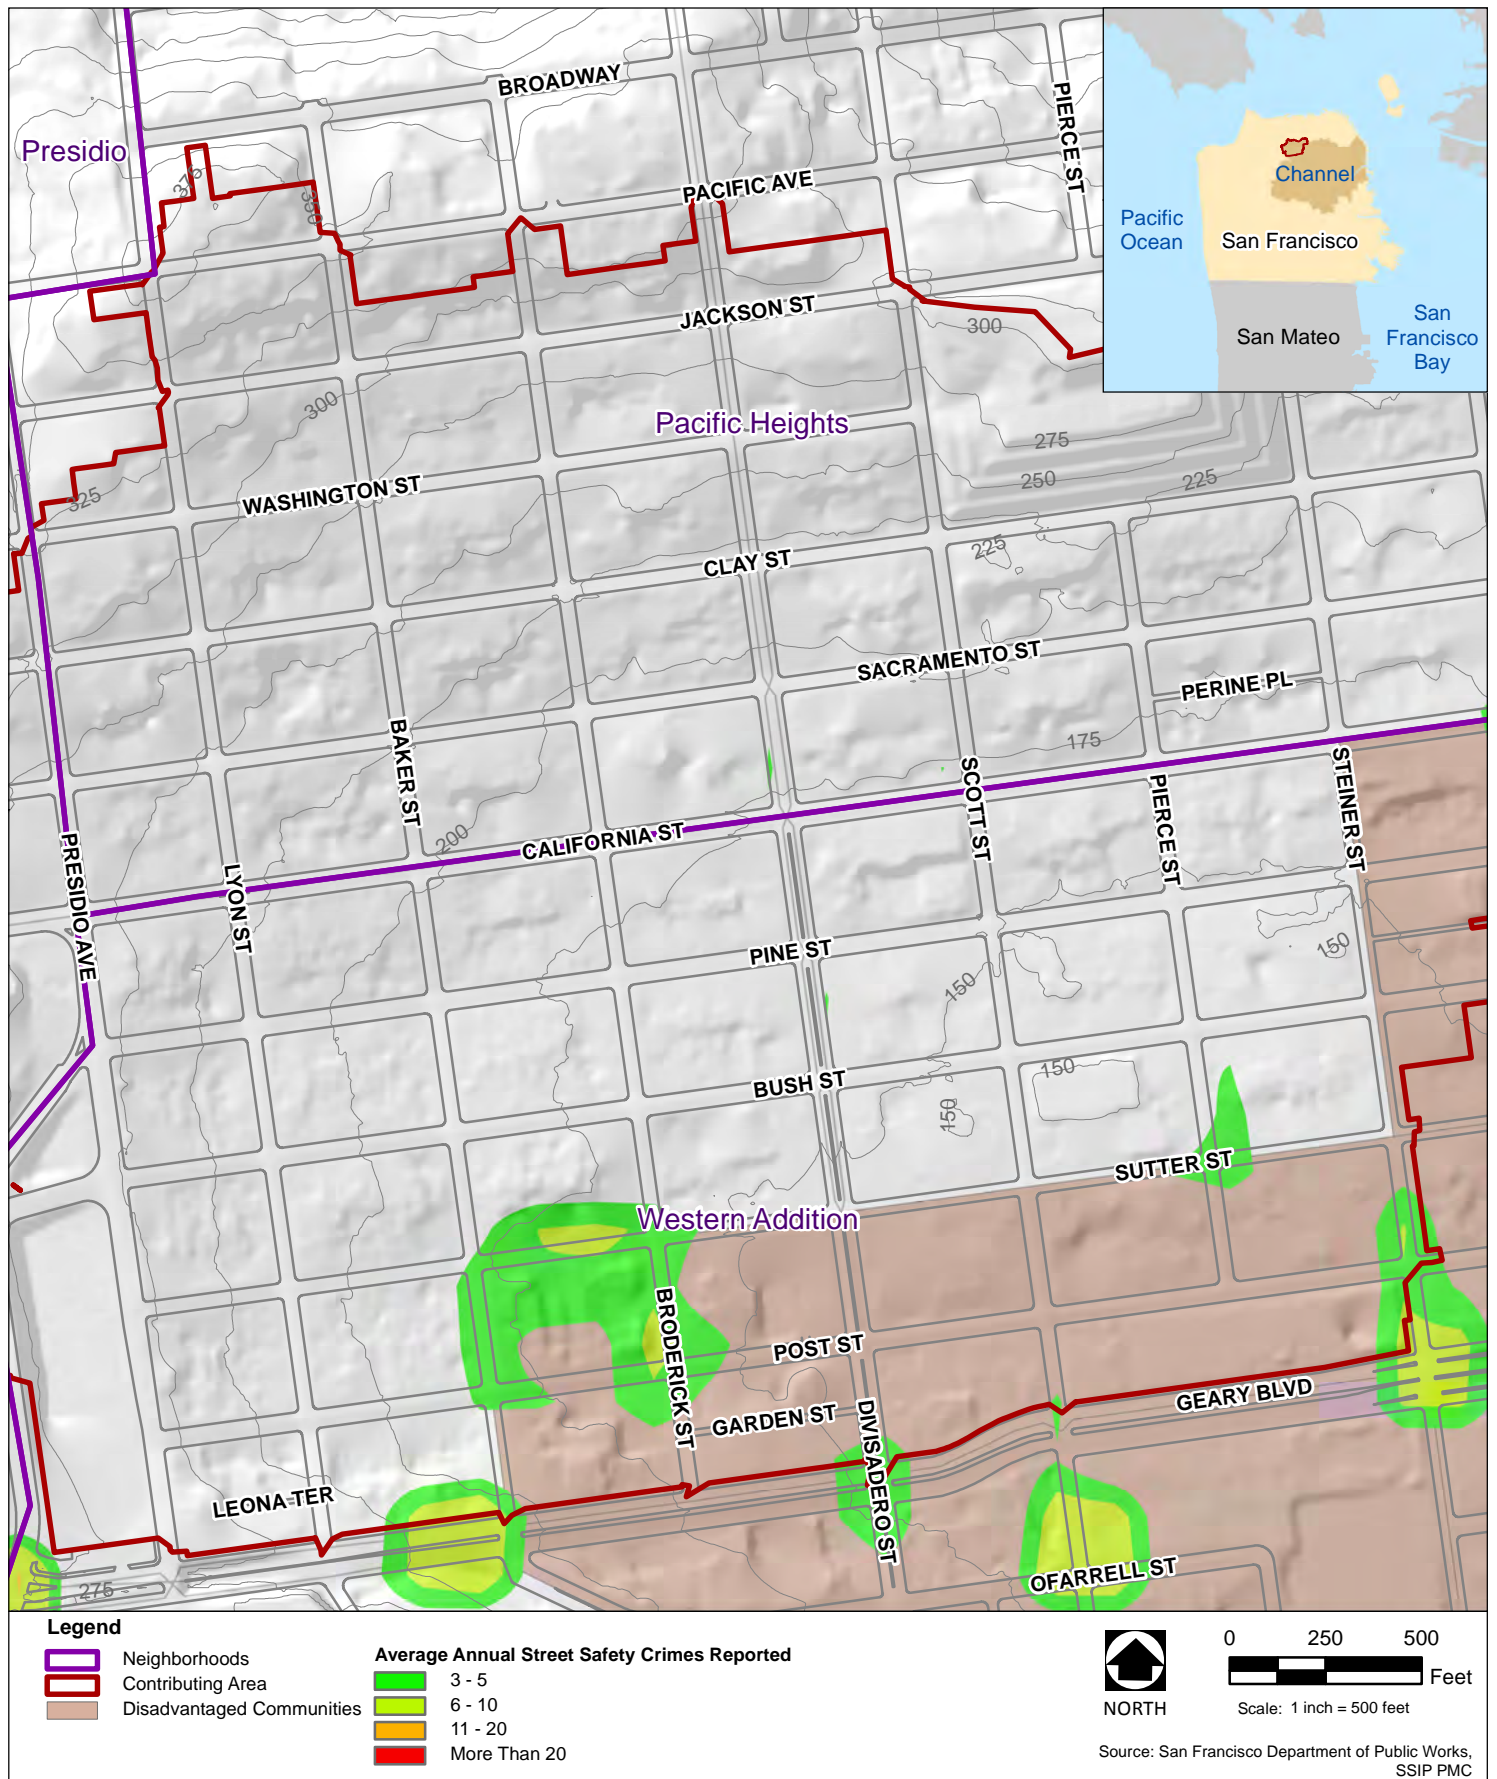 BROADWAY
PIERCE ST
Presidio
375
350
PACIFIC AVE
Channel
Pacific
Ocean
San Francisco
San Mateo
San
Francisco
Bay
JACKSON ST
300
300
Pacific Heights
275
250
225
325
WASHINGTON ST
225
CLAY ST
SACRAMENTO ST
PERINE PL
175
BAKER ST
SCOTT ST
PIERCE ST
STEINER ST
200
CALIFORNIA ST
PRESIDIO AVE
LYON ST
PINE ST
150
150
BUSH ST
150
150
SUTTER ST
Western Addition
BRODERICK ST
POST ST
GARDEN ST
DIVISADERO ST
GEARY BLVD
LEONA TER
275
OFARRELL ST
Legend
Neighborhoods
Contributing Area
Disadvantaged Communities
Average Annual Street Safety Crimes Reported
3 - 5
6 - 10
11 - 20
More Than 20
NORTH
0 250 500
Feet
Scale: 1 inch = 500 feet
Source: San Francisco Department of Public Works,
SSIP PMC